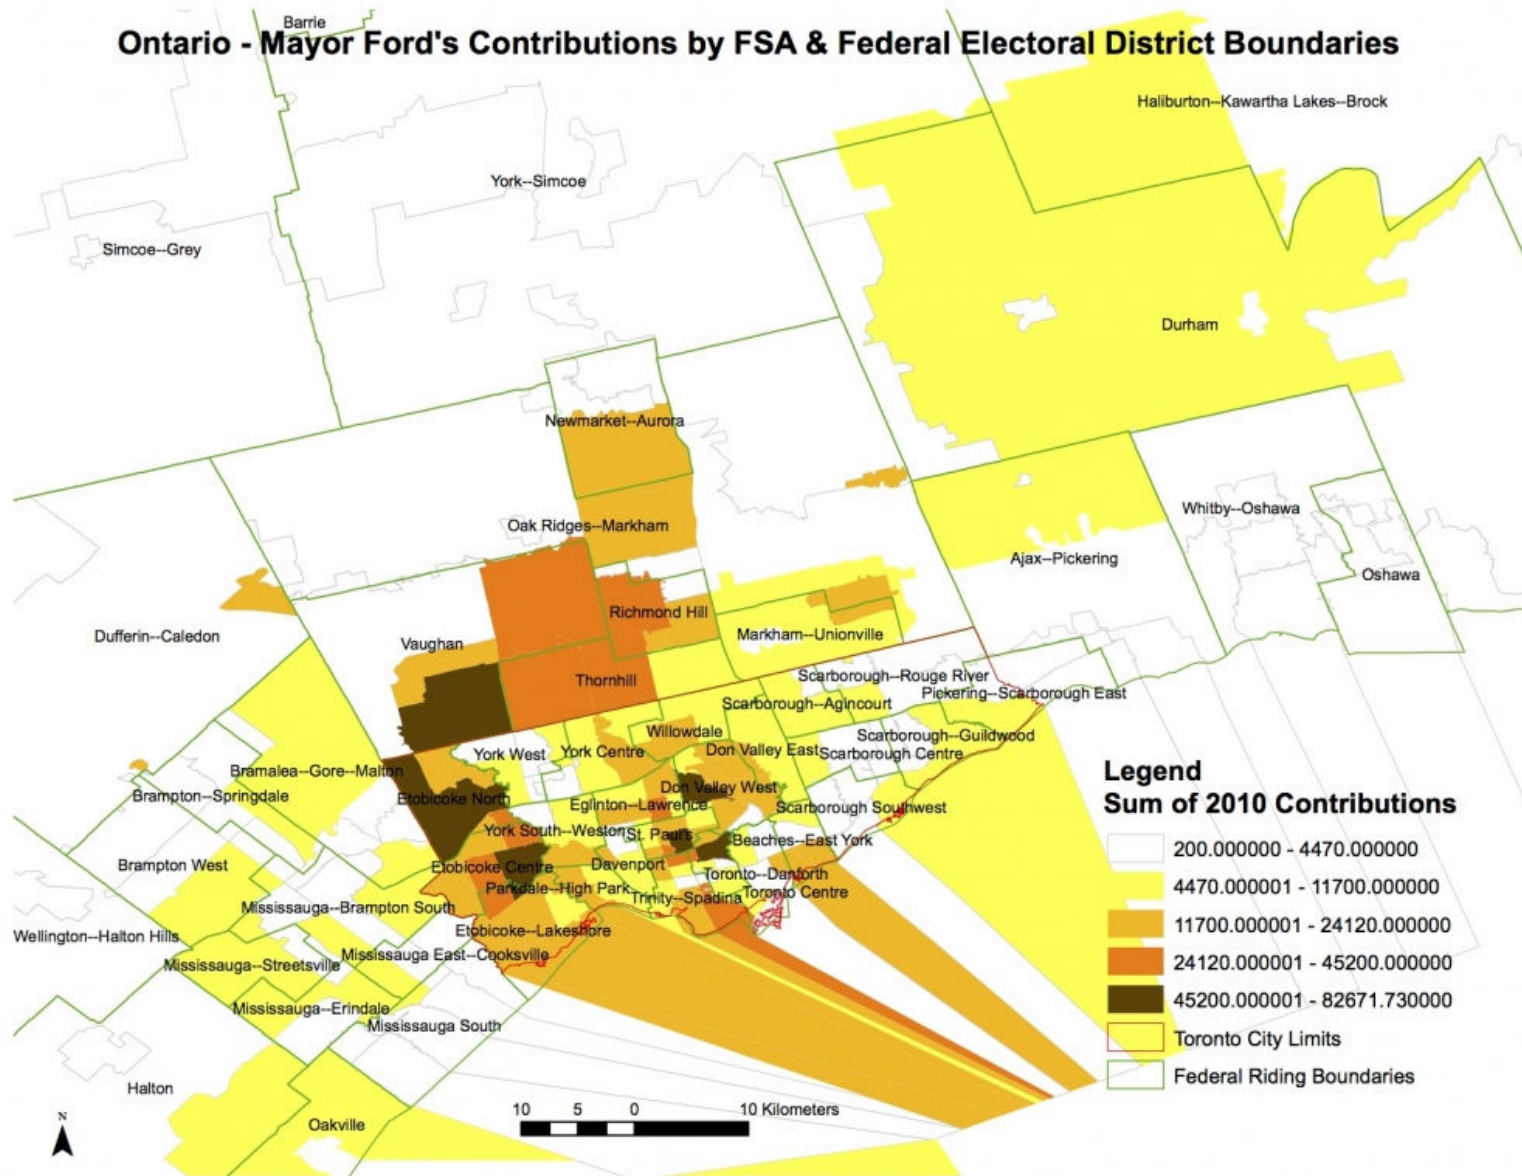 Barrie
Ontario - Mayor Ford's Contributions by FSA & Federal Electoral District Boundaries
Haliburton--Kawartha Lakes--Brock
York--Simcoe
Simcoe--Grey
Durham
Newmarket--Aurora
Oak Ridges--Markham
Whitby--Oshawa
Ajax--Pickering
Oshawa
Richmond Hill
Dufferin--Caledon
Vaughan
Markham--Unionville
Thornhill
Scarborough--Rouge River
Pickering--Scarborough East
Scarborough--Agincourt
Willowdale
York West
York Centre
Don Valley East
Scarborough--Guildwood
Scarborough Centre
Bramalea--Gore--Malton
Brampton--Springdale
Etobicoke North
Don Valley West
Eglinton--Lawrence
Scarborough Southwest
York South--Weston
St. Paul's
Beaches--East York
Brampton West
Etobicoke Centre
Davenport
Toronto--Danforth
Parkdale--High Park
Trinity--Spadina
Toronto Centre
Mississauga--Brampton South
Wellington--Halton Hills
Etobicoke--Lakeshore
Mississauga East--Cooksville
Mississauga--Streetsville
Mississauga--Erindale
Mississauga South
Halton
Oakville
Legend
Sum of 2010 Contributions
200.000000 - 4470.000000
4470.000001 - 11700.000000
11700.000001 - 24120.000000
24120.000001 - 45200.000000
45200.000001 - 82671.730000
Toronto City Limits
Federal Riding Boundaries
N
10 5 0 10 Kilometers